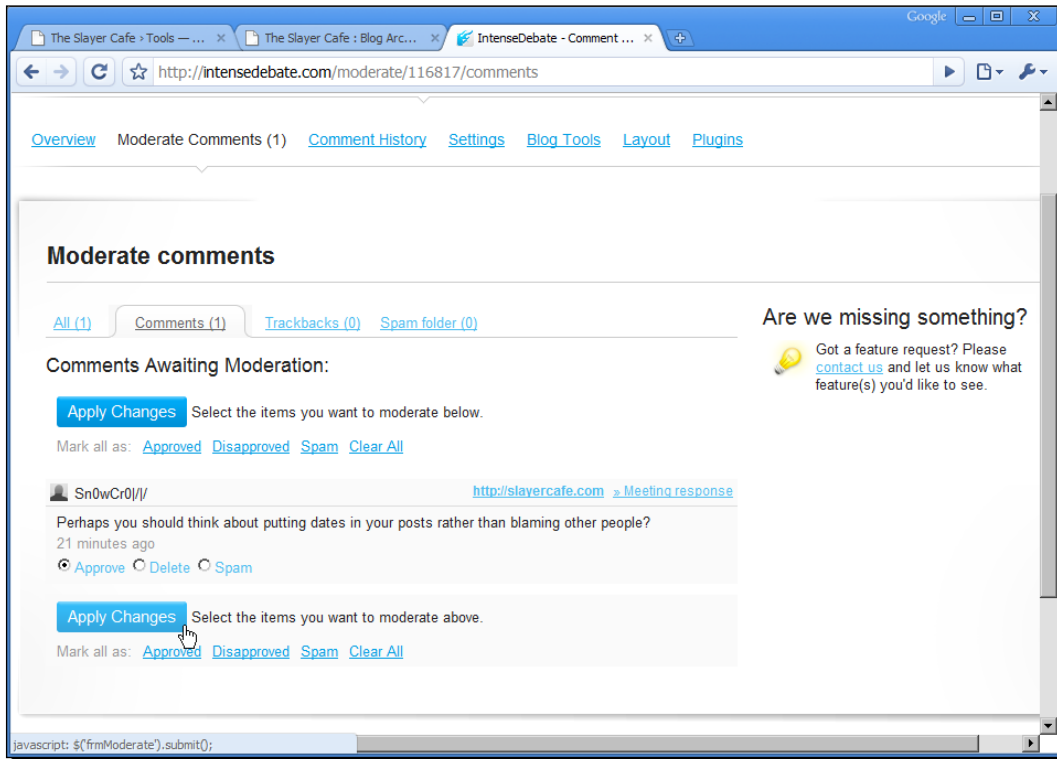 Google
The Slayer Cafe › Tools — ...
The Slayer Cafe : Blog Arc...
IntenseDebate - Comment ...
http://intensedebate.com/moderate/116817/comments
Overview Moderate Comments (1) Comment History Settings Blog Tools Layout Plugins
Moderate comments
All (1) Comments (1) Trackbacks (0) Spam folder (0)
Comments Awaiting Moderation:
Apply Changes Select the items you want to moderate below.
Mark all as: Approved Disapproved Spam Clear All
Sn0wCr0|/|/ http://slayercafe.com » Meeting response
Perhaps you should think about putting dates in your posts rather than blaming other people?
21 minutes ago
Approve Delete Spam
Apply Changes Select the items you want to moderate above.
Mark all as: Approved Disapproved Spam Clear All
Are we missing something?
Got a feature request? Please
contact us and let us know what
feature(s) you'd like to see.
javascript: $('frmModerate').submit();